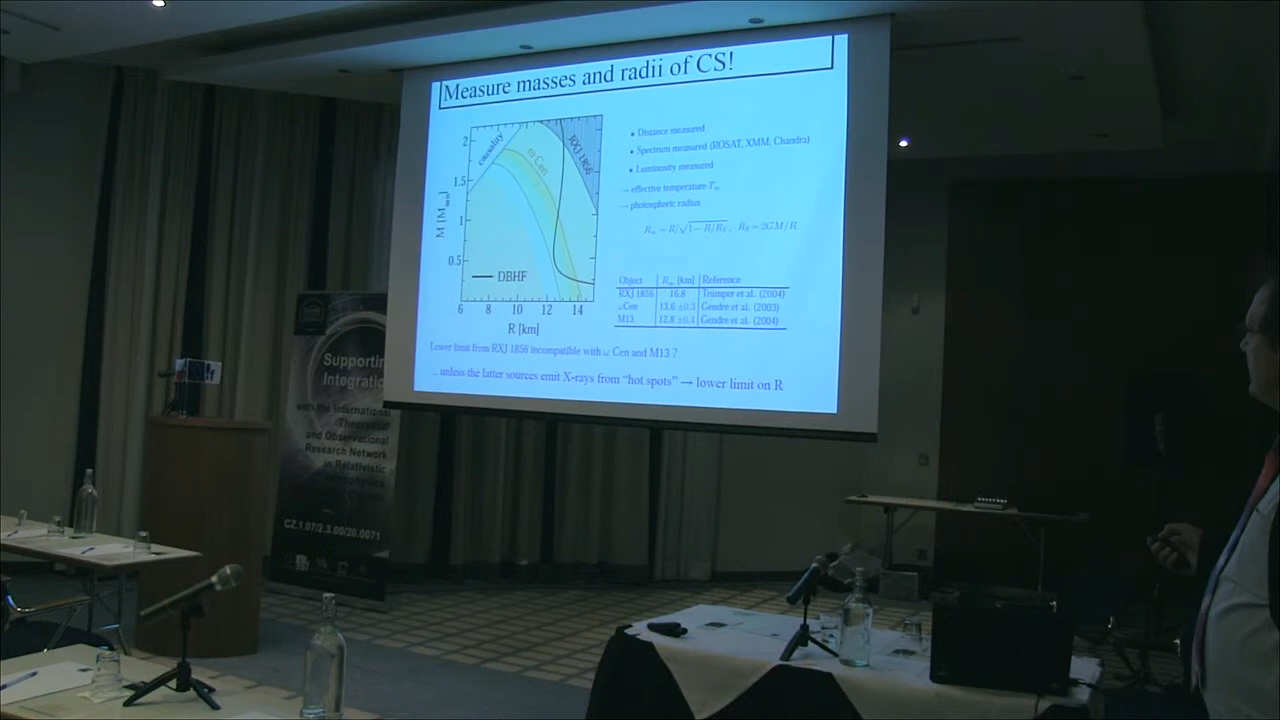 Measure masses and radii of CS!
2
1.5
1
0.5
M [M
causality
ω Cen
RXJ 1856
DBHF
6 8 10 12 14
R [km]
• Distance measured
• Spectrum measured (ROSAT, XMM, Chandra)
• Luminosity measured
→ effective temperature T∞
→ photospheric radius
R∞ = R/√1 − R/RS , RS = 2GM/R
Object R∞ [km] Reference
RXJ 1856 16.8 Trümper et al. (2004)
ωCen 13.6 ±0.3 Gendre et al. (2003)
M13 12.8 ±0.4 Gendre et al. (2004)
Lower limit from RXJ 1856 incompatible with ω Cen and M13 ?
... unless the latter sources emit X-rays from “hot spots” → lower limit on R
Supporting
Integratio
with the International
Theoretical
and Observational
Research Network
in Relativistic
CZ.1.07/2.3.00/20.0071